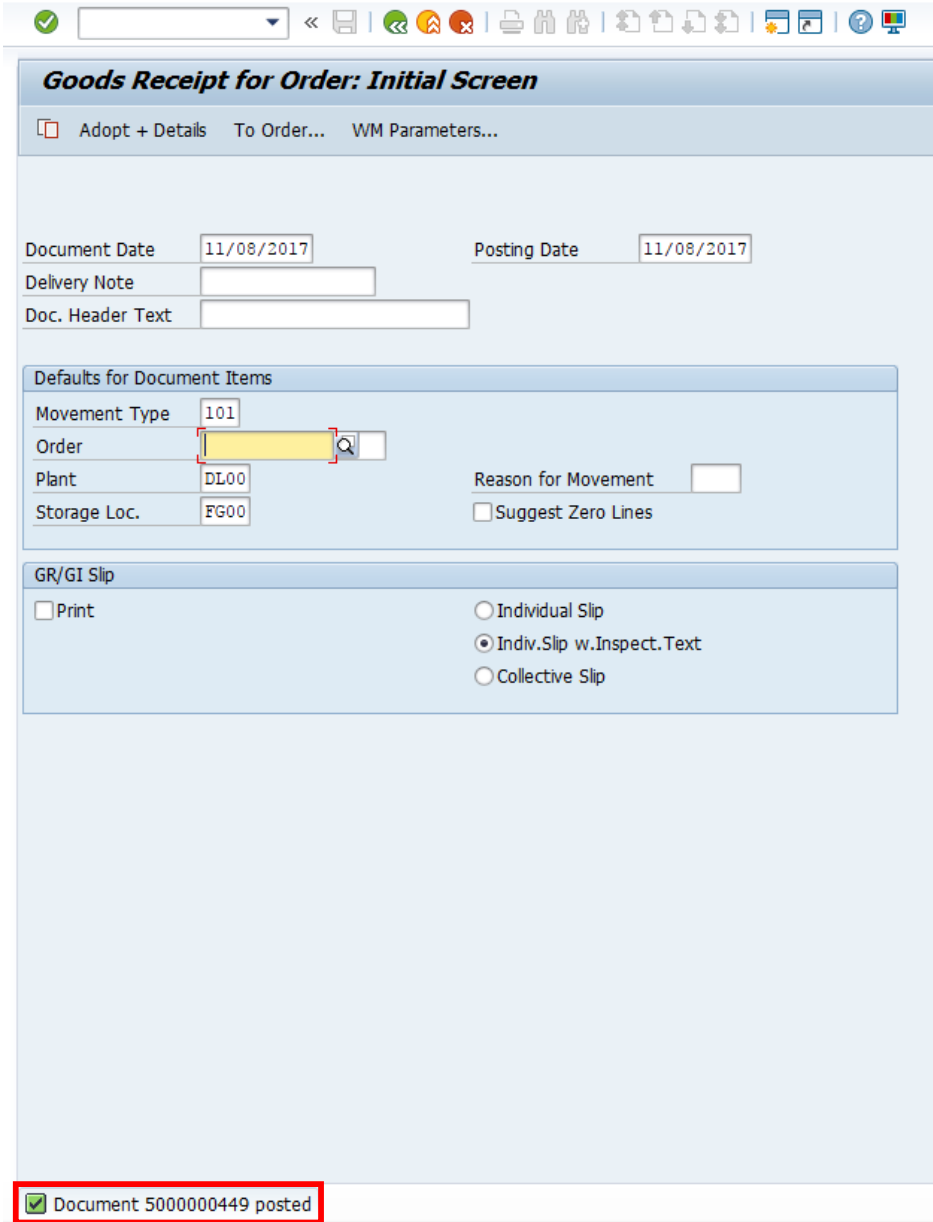 Goods Receipt for Order: Initial Screen
Adopt + Details To Order... WM Parameters...
Document Date 11/08/2017 Posting Date 11/08/2017
Delivery Note
Doc. Header Text
Defaults for Document Items
Movement Type 101
Order
Plant DL00 Reason for Movement
Storage Loc. FG00 Suggest Zero Lines
GR/GI Slip
Print Individual Slip
Indiv.Slip w.Inspect.Text
Collective Slip
Document 5000000449 posted